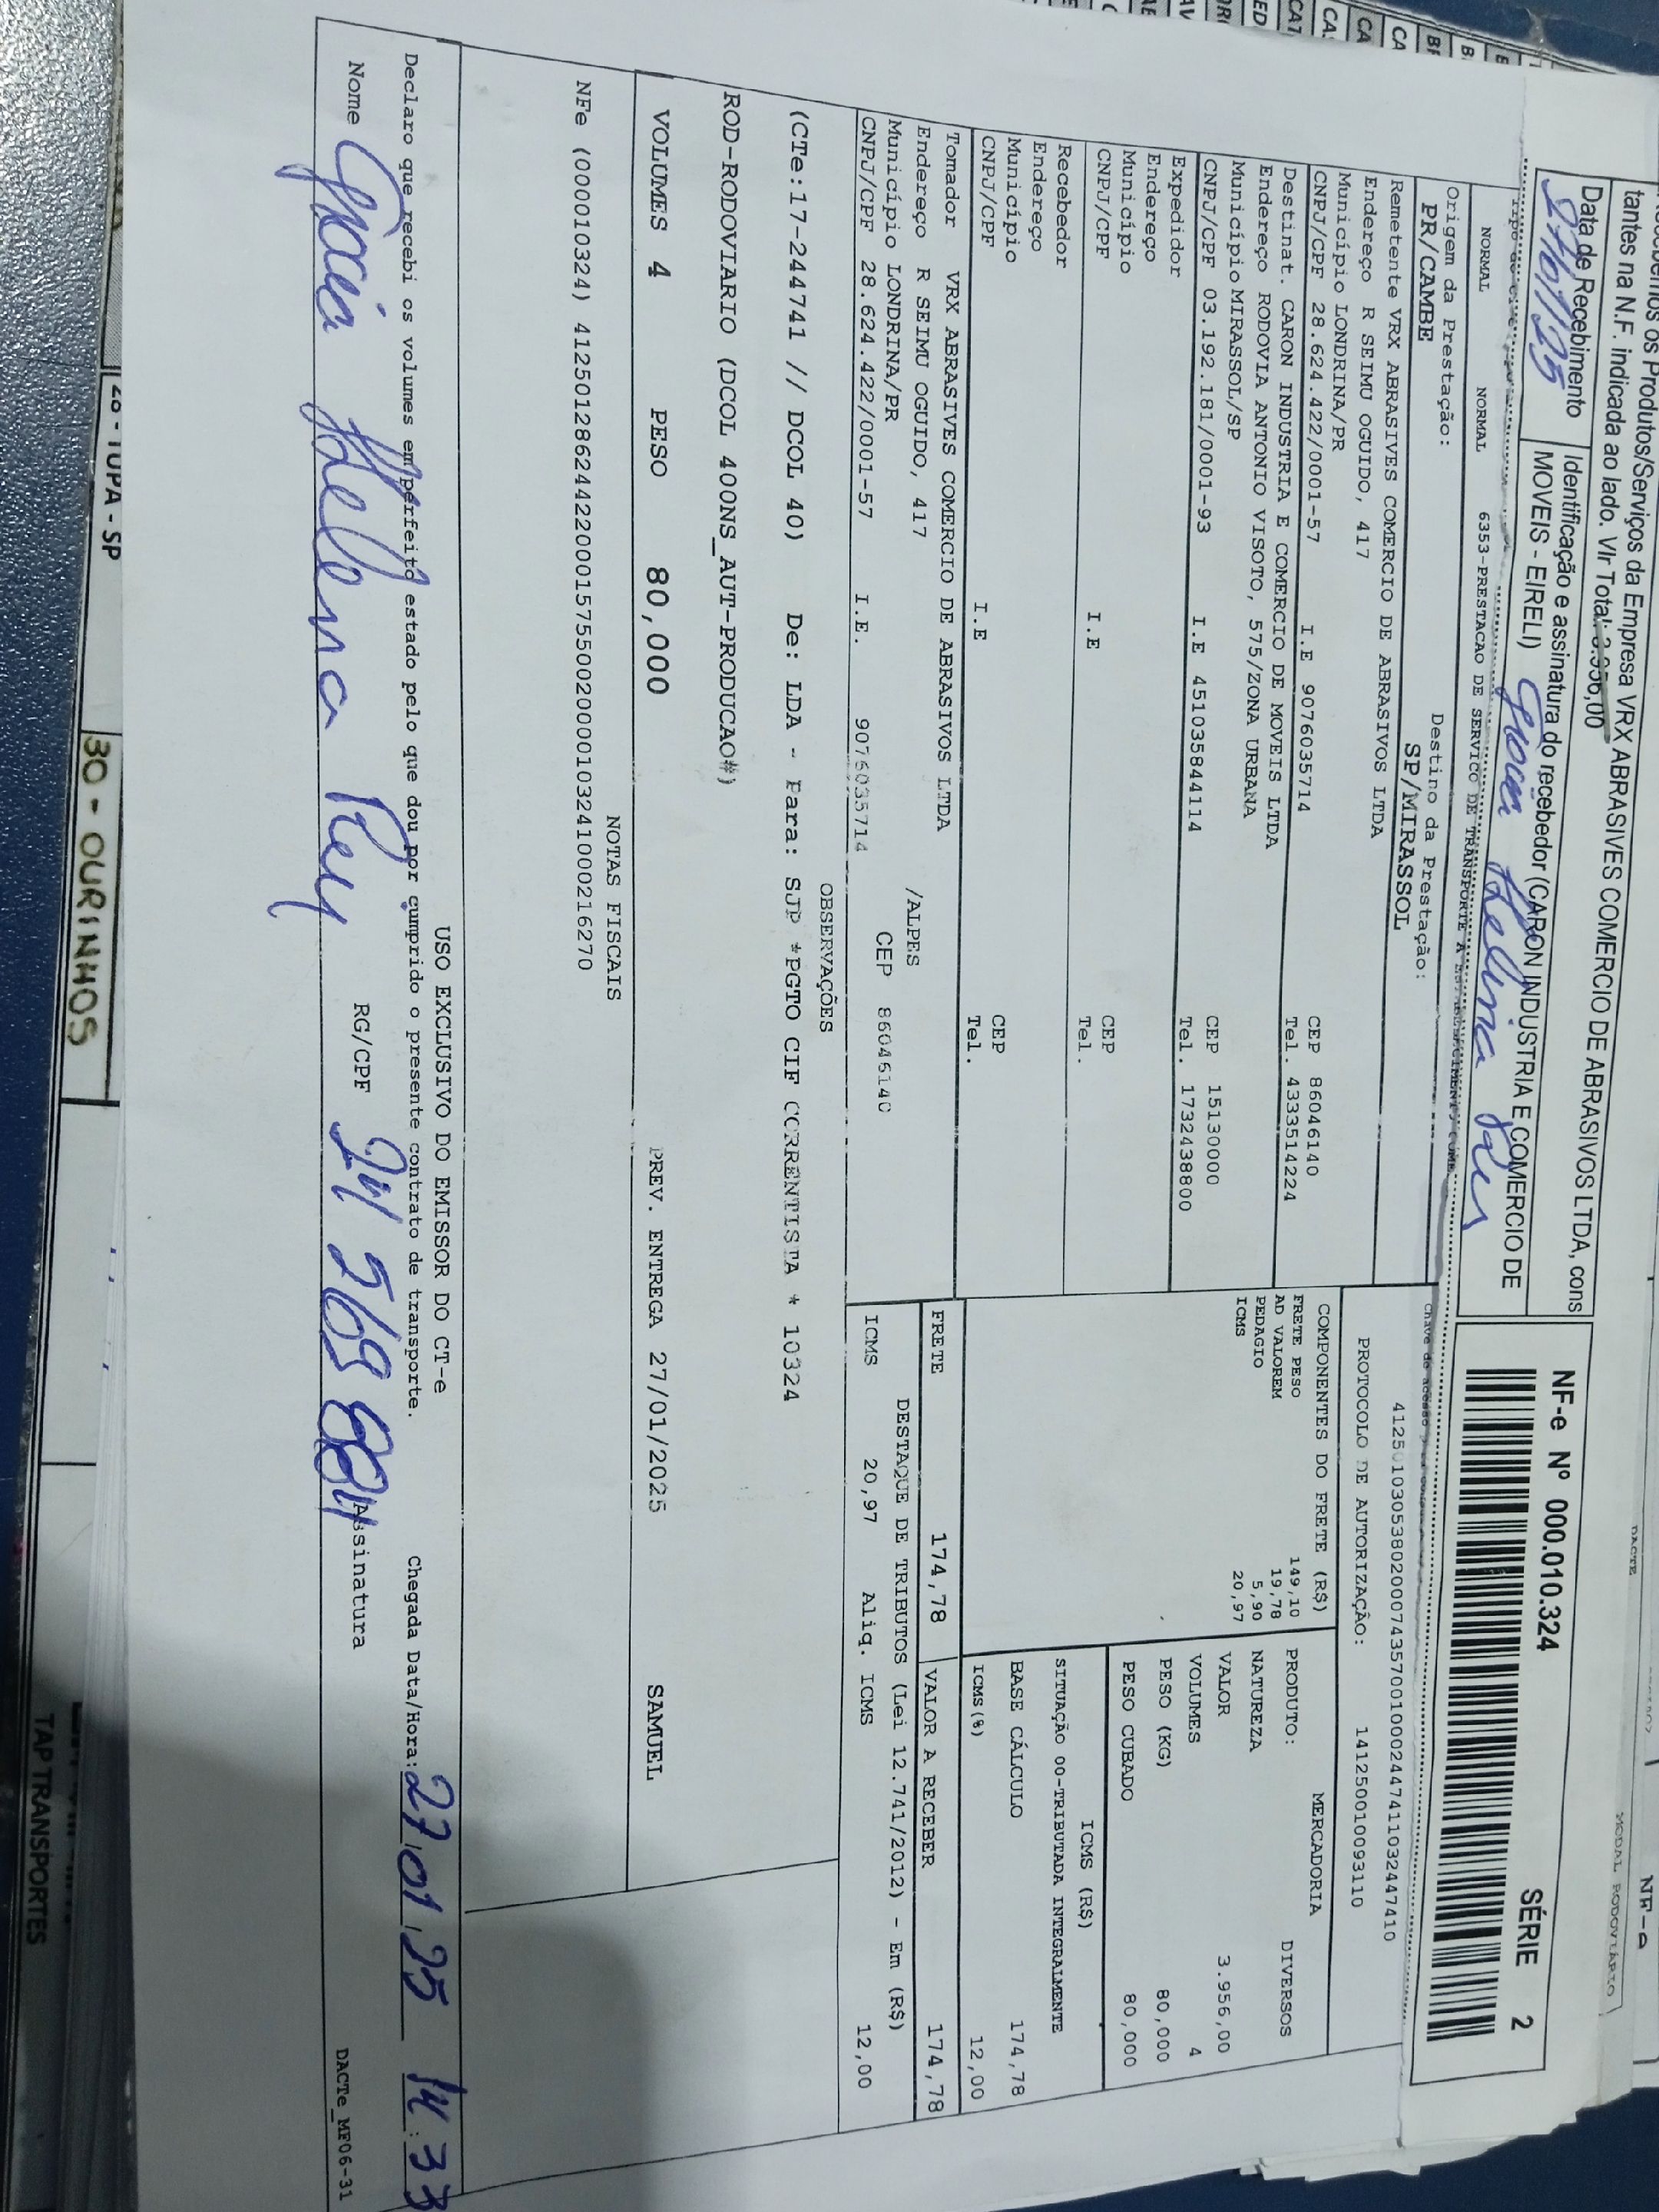 tantes na N.F. indicada ao lado. Vlr Total:
os Produtos/Serviços da Empresa VRX ABRASIVES COMERCIO DE ABRASIVOS LTDA, cons
Data de Recebimento
27/01/25
Identificação e assinatura do recebedor (CARON INDUSTRIA E COMERCIO DE
MOVEIS - EIRELI)
NF-e Nº 000.010.324
SÉRIE 2
NORMAL NORMAL 6353-PRESTACAO DE SERVICO DE TRANSPORTE A
Origem da Prestação:
PR/CAMBE
Destino da Prestação:
SP/MIRASSOL
Chave de acesso
PROTOCOLO DE AUTORIZAÇÃO: 141250010093110
Remetente VRX ABRASIVES COMERCIO DE ABRASIVOS LTDA
Endereço R SEIMU OGUIDO, 417
Município LONDRINA/PR CEP 86046140
CNPJ/CPF 28.624.422/0001-57 I.E 9076035714 Tel. 4333514224
Destinat. CARON INDUSTRIA E COMERCIO DE MOVEIS LTDA
Endereço RODOVIA ANTONIO VISOTO, 575/ZONA URBANA
Município MIRASSOL/SP CEP 15130000
CNPJ/CPF 03.192.181/0001-93 I.E 451035844114 Tel. 1732438800
Expedidor
Endereço
Município CEP
CNPJ/CPF I.E Tel.
Recebedor
Endereço
Município CEP
CNPJ/CPF I.E Tel.
Tomador VRX ABRASIVES COMERCIO DE ABRASIVOS LTDA
Endereço R SEIMU OGUIDO, 417 /ALPES
Município LONDRINA/PR CEP 86046140
CNPJ/CPF 28.624.422/0001-57 I.E. 9076035714
COMPONENTES DO FRETE (R$)
FRETE PESO 149,10
AD VALOREM 19,78
PEDAGIO 5,90
ICMS 20,97
MERCADORIA
PRODUTO: DIVERSOS
NATUREZA
VALOR 3.956,00
VOLUMES 4
PESO (KG) 80,000
PESO CUBADO 80,000
ICMS (R$)
SITUAÇÃO 00-TRIBUTADA INTEGRALMENTE
BASE CÁLCULO 174,78
ICMS(%) 12,00
FRETE 174,78 VALOR A RECEBER 174,78
DESTAQUE DE TRIBUTOS (Lei 12.741/2012) - Em (R$)
ICMS 20,97 Aliq. ICMS 12,00
OBSERVAÇÕES
(CTe:17-244741 // DCOL 40) De: LDA - Para: SJP *PGTO CIF CORRENTISTA * 10324
ROD-RODOVIARIO (DCOL 400NS_AUT-PRODUCAO#)
VOLUMES 4 PESO 80,000 PREV. ENTREGA 27/01/2025 SAMUEL
NOTAS FISCAIS
NFe (000010324) 41250128624422000157550020000103241000216270
USO EXCLUSIVO DO EMISSOR DO CT-e
Declaro que recebi os volumes em perfeito estado pelo que dou por cumprido o presente contrato de transporte. Chegada Data/Hora: 27/01/25 14:33
Nome RG/CPF Assinatura
DACTe_MF06-31
30 - OURINHOS
TAP TRANSPORTES